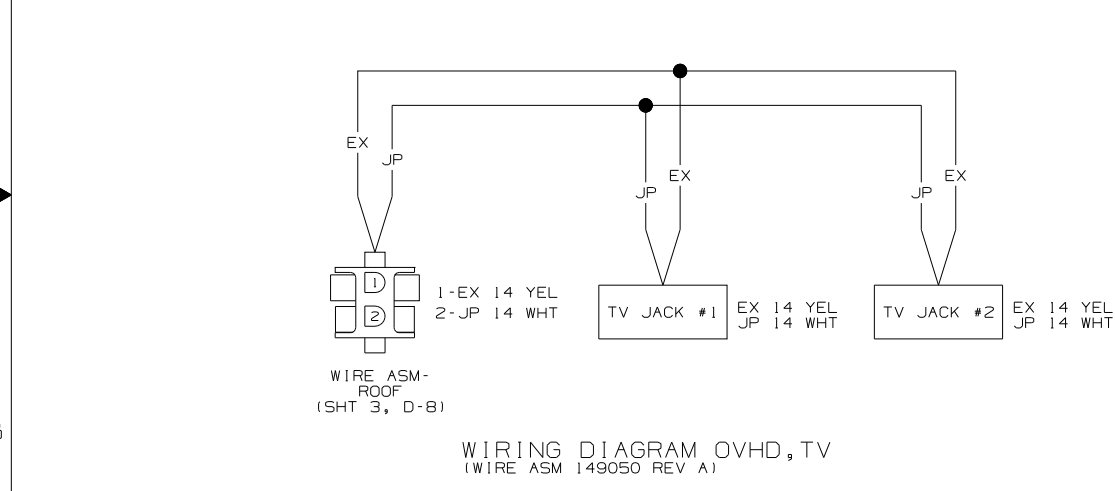 EX
JP
EX
JP
EX
JP
1
2
1-EX 14 YEL
2-JP 14 WHT
TV JACK #1
EX 14 YEL
JP 14 WHT
TV JACK #2
EX 14 YEL
JP 14 WHT
WIRE ASM-
ROOF
(SHT 3, D-8)
WIRING DIAGRAM OVHD,TV
(WIRE ASM 149050 REV A)